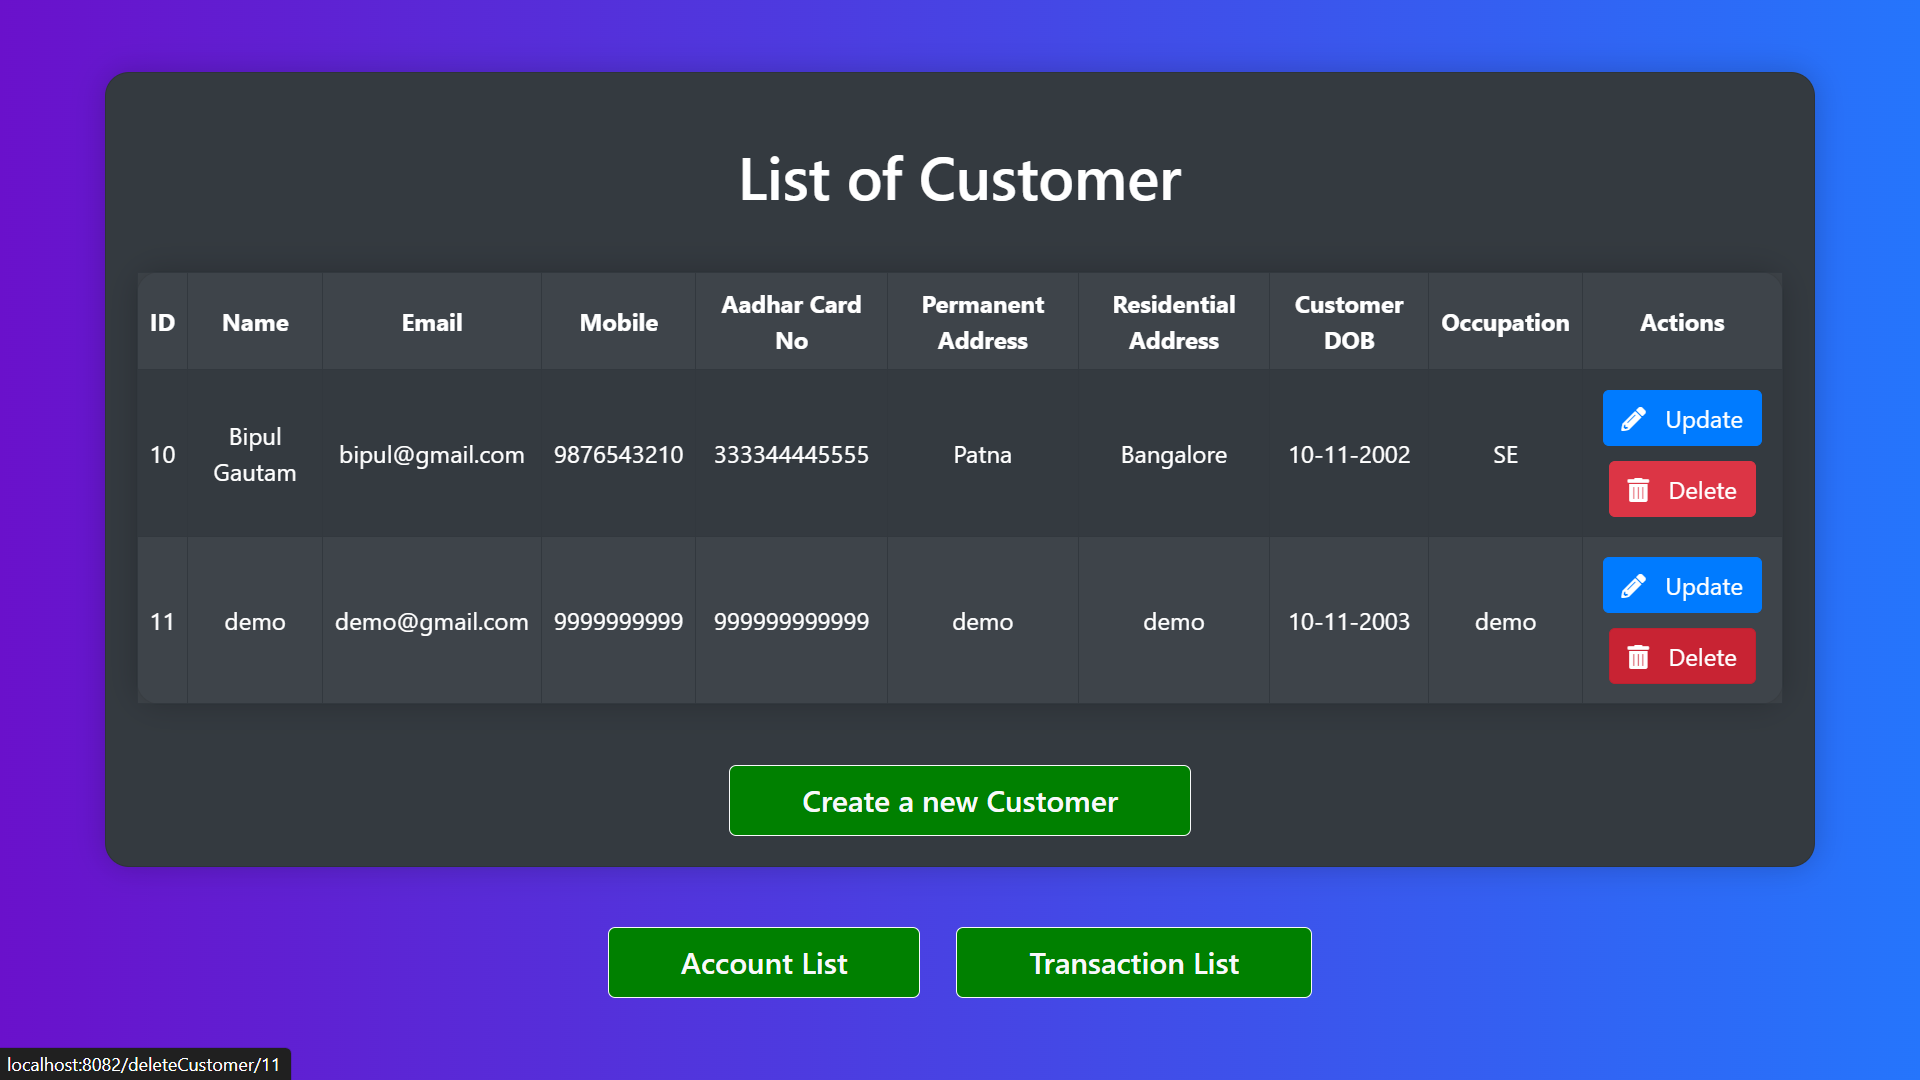 List of Customer
ID Name Email Mobile Aadhar Card No Permanent Address Residential Address Customer DOB Occupation Actions
10 Bipul Gautam bipul@gmail.com 9876543210 333344445555 Patna Bangalore 10-11-2002 SE Update
Delete
11 demo demo@gmail.com 9999999999 999999999999 demo demo 10-11-2003 demo Update
Delete
Create a new Customer
Account List Transaction List
localhost:8082/deleteCustomer/11